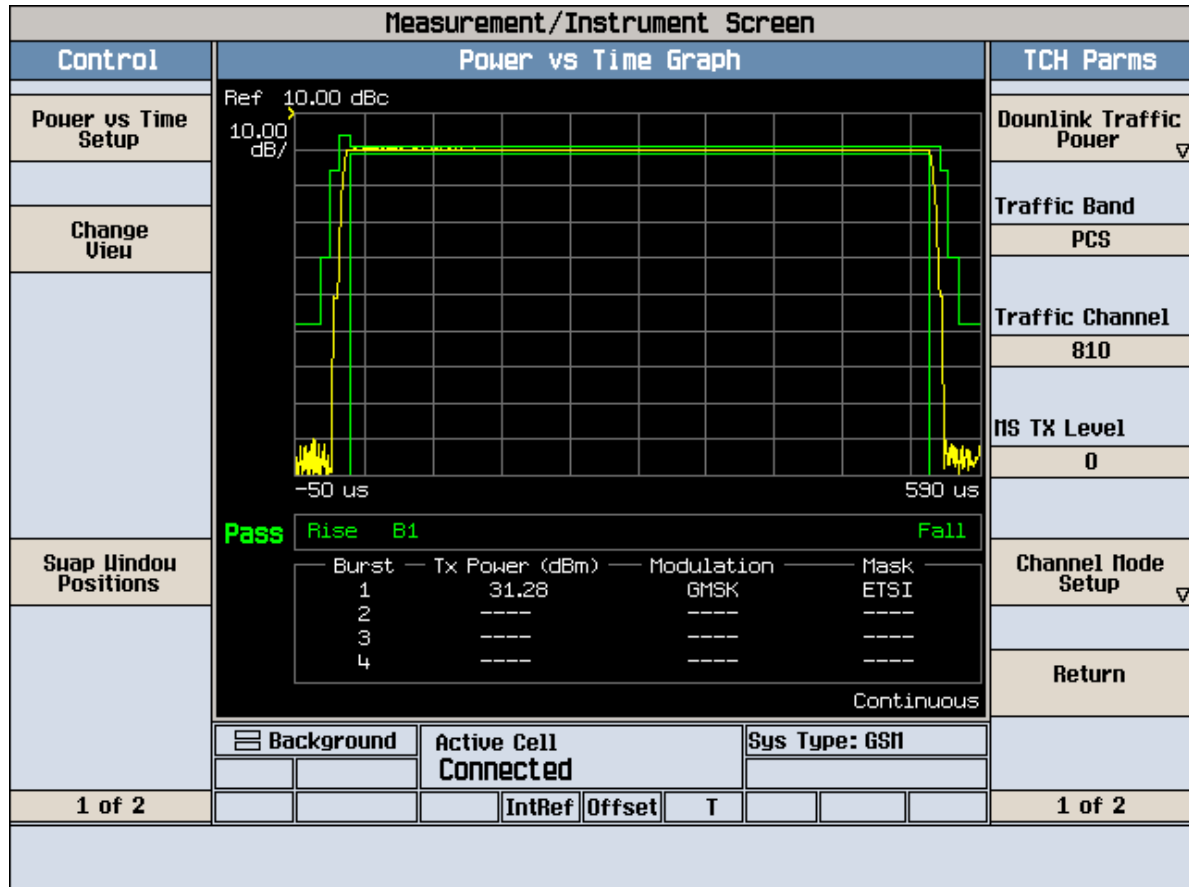 Measurement/Instrument Screen
Control
Power vs Time Graph
TCH Parms
Power vs Time
Setup
Change
View
Swap Window
Positions
1 of 2
Ref 10.00 dBc
10.00
dB/
-50 us
590 us
Pass
Rise B1
Fall
Burst Tx Power (dBm) Modulation Mask
1 31.28 GMSK ETSI
2 ---- ---- ----
3 ---- ---- ----
4 ---- ---- ----
Continuous
Background
Active Cell
Connected
Sys Type: GSM
IntRef Offset T
Downlink Traffic
Power
Traffic Band
PCS
Traffic Channel
810
MS TX Level
0
Channel Mode
Setup
Return
1 of 2